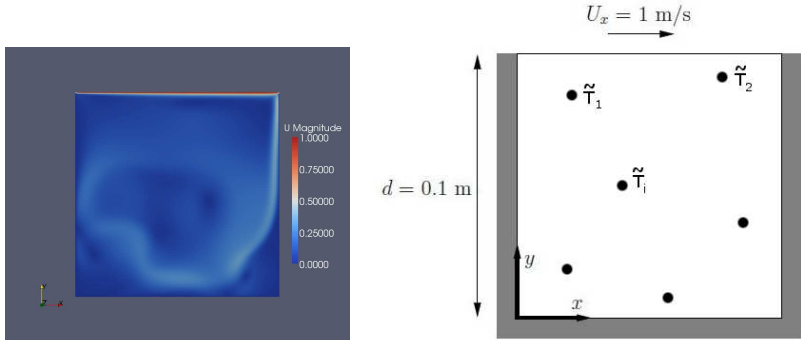 U Magnitude
1.0000
0.75000
0.50000
0.25000
0.0000
Y
Z X
U_x = 1 m/s
T̃_1
T̃_2
T̃_i
d = 0.1 m
y
x